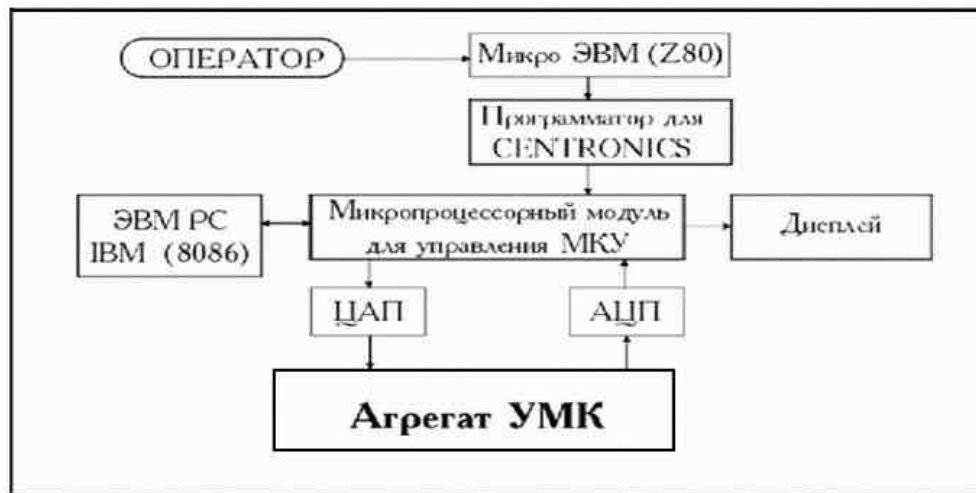 ОПЕРАТОР
Микро ЭВМ (Z80)
Программатор для
CENTRONICS
ЭВМ PC
IBM (8086)
Микропроцессорный модуль
для управления МКУ
Дисплей
ЦАП
АЦП
Агрегат УМК